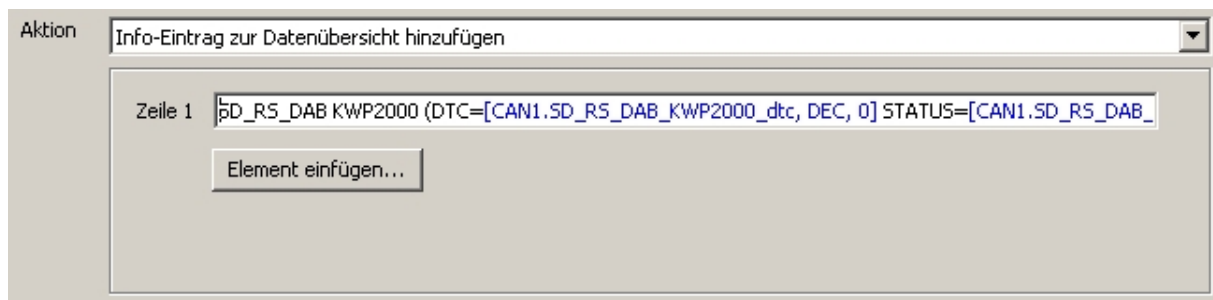 Aktion
Info-Eintrag zur Datenübersicht hinzufügen
Zeile 1 SD_RS_DAB KWP2000 (DTC=[CAN1.SD_RS_DAB_KWP2000_dtc, DEC, 0] STATUS=[CAN1.SD_RS_DAB_
Element einfügen...